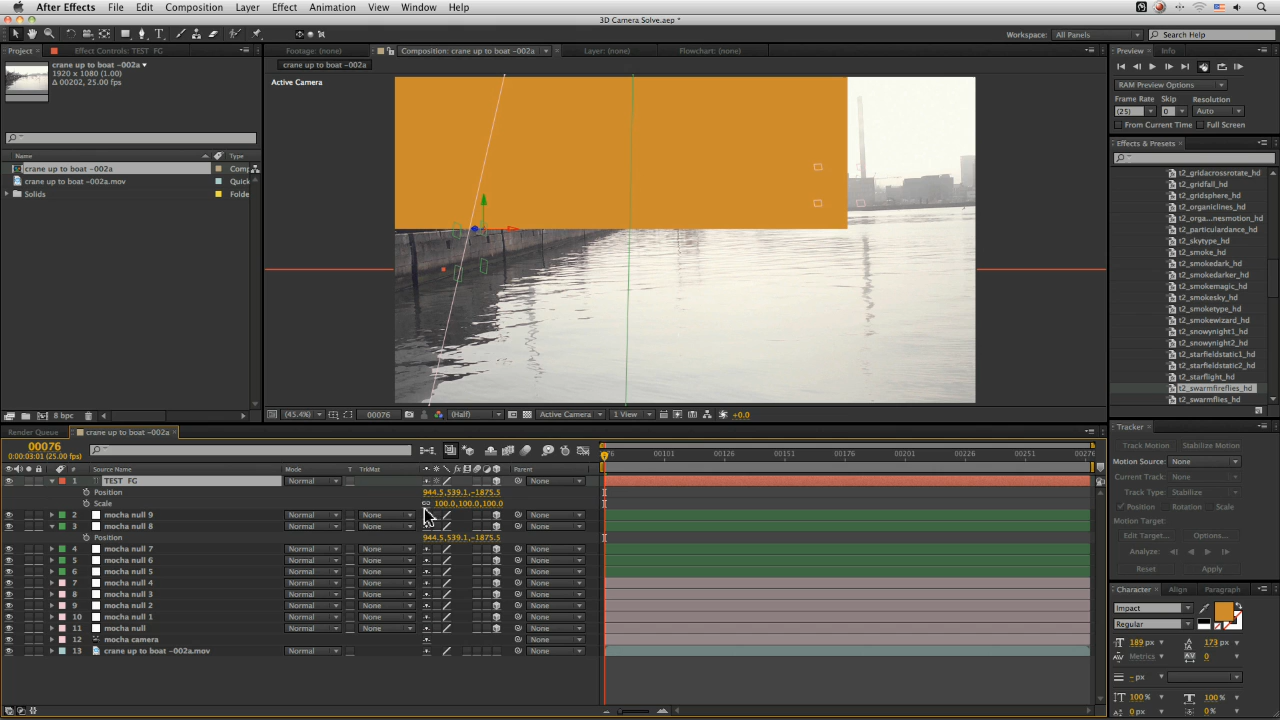 After Effects File Edit Composition Layer Effect Animation View Window Help
3D Camera Solve.aep *
Workspace: All Panels Search Help
Project Effect Controls: TEST FG
crane up to boat -002a
1920 x 1080 (1.00)
Δ 00202, 25.00 fps
Name Type
crane up to boat -002a Comp
crane up to boat -002a.mov Quick
Solids Folde
8 bpc
Footage: (none) Composition: crane up to boat -002a Layer: (none) Flowchart: (none)
crane up to boat -002a
Active Camera
(45.4%) 00076 (Half) Active Camera 1 View +0.0
Preview Info
RAM Preview Options
Frame Rate Skip Resolution
(25) 0 Auto
From Current Time Full Screen
Effects & Presets
t2_gridacrossrotate_hd
t2_gridfall_hd
t2_gridsphere_hd
t2_organiclines_hd
t2_orga...nesmotion_hd
t2_particulardance_hd
t2_skytype_hd
t2_smoke_hd
t2_smokedark_hd
t2_smokedarker_hd
t2_smokemagic_hd
t2_smokesky_hd
t2_smoketype_hd
t2_smokewizard_hd
t2_snowynight1_hd
t2_snowynight2_hd
t2_starfieldstatic1_hd
t2_starfieldstatic2_hd
t2_starflight_hd
t2_swarmfireflies_hd
t2_swarmflies_hd
Tracker
Track Motion Stabilize Motion
Motion Source: None
Current Track: None
Track Type: Stabilize
Position Rotation Scale
Motion Target:
Edit Target... Options...
Analyze:
Reset Apply
Character Align Paragraph
Impact
Regular
189 px 173 px
Metrics 0
- px
100% 100%
0 px 0%
Render Queue crane up to boat -002a
00076
0:00:03:01 (25.00 fps)
76 00101 00126 00151 00176 00201 00226 00251 00276
# Source Name Mode T TrkMat Parent
1 TEST FG
Position 944.5,539.1,-1875.5
Scale 100.0,100.0,100.0
2 mocha null 9 Normal None None
3 mocha null 8 Normal None None
Position 944.5,539.1,-1875.5
4 mocha null 7 Normal None None
5 mocha null 6 Normal None None
6 mocha null 5 Normal None None
7 mocha null 4 Normal None None
8 mocha null 3 Normal None None
9 mocha null 2 Normal None None
10 mocha null 1 Normal None None
11 mocha null Normal None None
12 mocha camera None
13 crane up to boat -002a.mov Normal None None